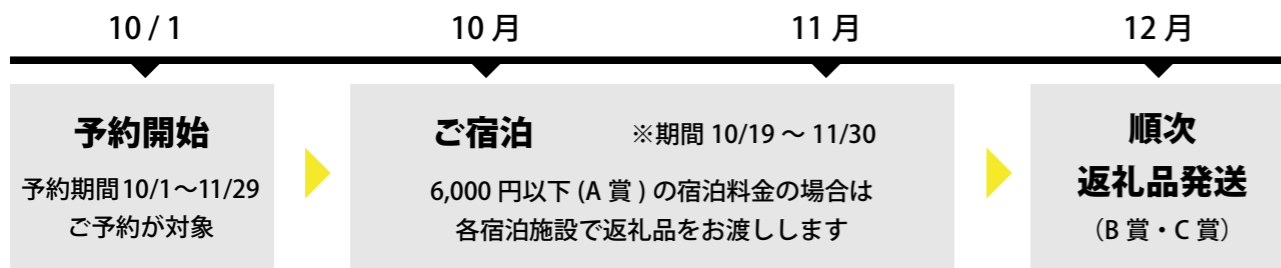 10 / 1
10 月
11 月
12 月
予約開始
予約期間10/1～11/29
ご予約が対象
ご宿泊 ※期間 10/19 ～ 11/30
6,000 円以下 (A 賞 ) の宿泊料金の場合は
各宿泊施設で返礼品をお渡しします
順次
返礼品発送
（B 賞・C 賞）